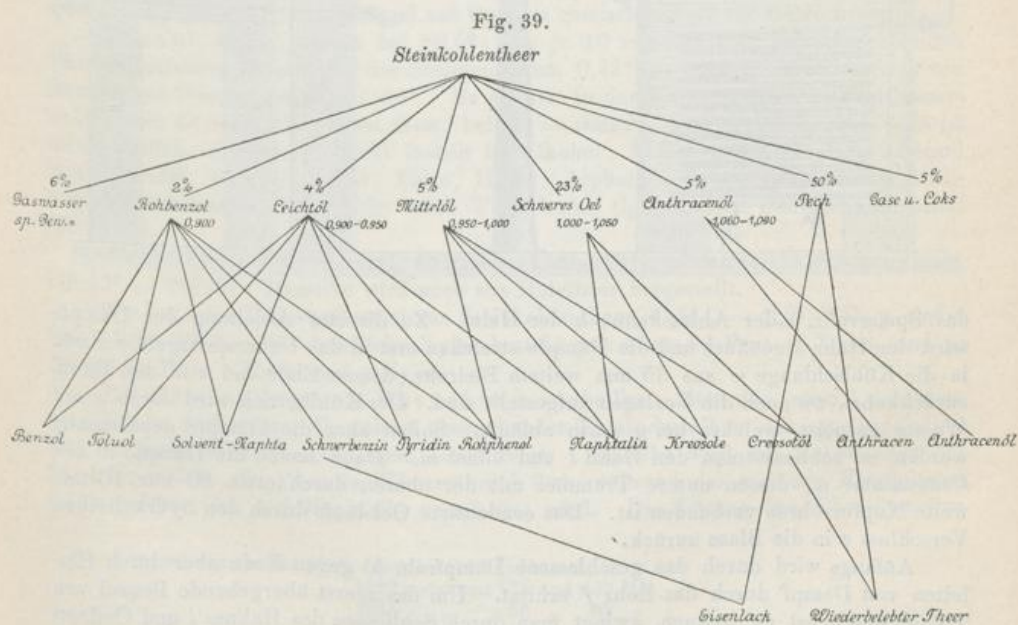 Fig. 39.
Steinkohlentheer
6% 2% 4% 5% 23% 5% 50% 5%
Gaswasser Rohbenzol Leichtöl Mittelöl Schweres Oel Anthracenöl Pech Gase u. Coks
sp. Gew. = 0,900 0,900-0.950 0,950-1,000 1,000-1,050 1,060-1,090
Benzol Toluol Solvent-Naphta Schwerbenzin Pyridin Rohphenol Naphtalin Kreosole Creosotöl Anthracen Anthracenöl
Eisenlack Wiederbelebter Theer